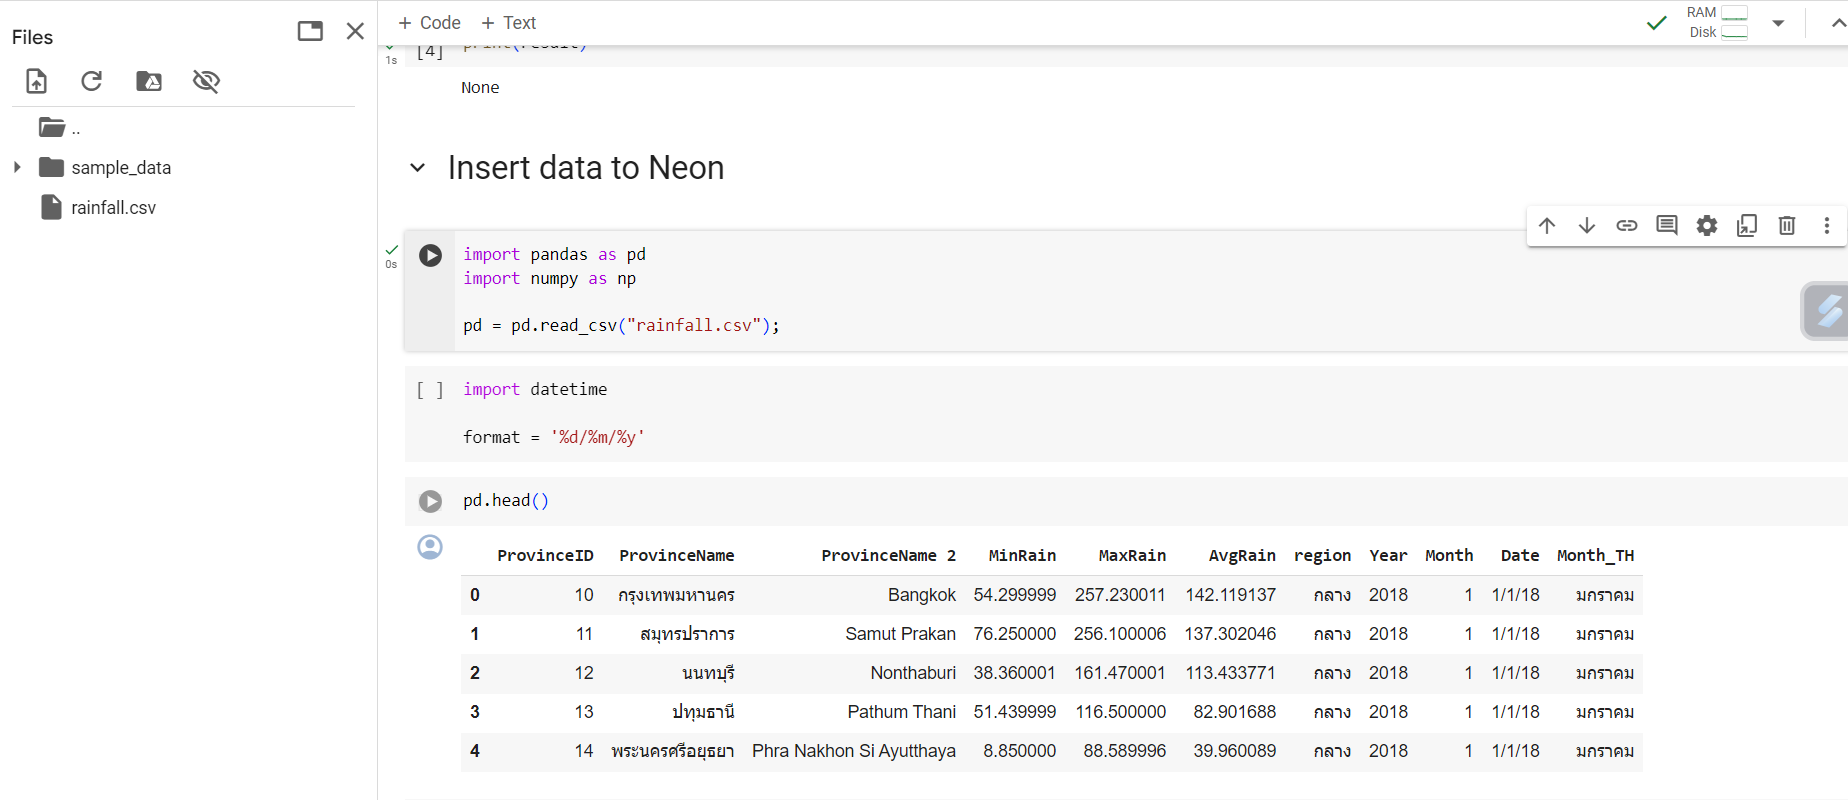 Files
..
sample_data
rainfall.csv
+ Code + Text
RAM
Disk
1s
[4] print(result)
None
Insert data to Neon
0s
import pandas as pd
import numpy as np
pd = pd.read_csv("rainfall.csv");
[ ] import datetime
format = '%d/%m/%y'
pd.head()
ProvinceID ProvinceName ProvinceName 2 MinRain MaxRain AvgRain region Year Month Date Month_TH
0 10 กรุงเทพมหานคร Bangkok 54.299999 257.230011 142.119137 กลาง 2018 1 1/1/18 มกราคม
1 11 สมุทรปราการ Samut Prakan 76.250000 256.100006 137.302046 กลาง 2018 1 1/1/18 มกราคม
2 12 นนทบุรี Nonthaburi 38.360001 161.470001 113.433771 กลาง 2018 1 1/1/18 มกราคม
3 13 ปทุมธานี Pathum Thani 51.439999 116.500000 82.901688 กลาง 2018 1 1/1/18 มกราคม
4 14 พระนครศรีอยุธยา Phra Nakhon Si Ayutthaya 8.850000 88.589996 39.960089 กลาง 2018 1 1/1/18 มกราคม